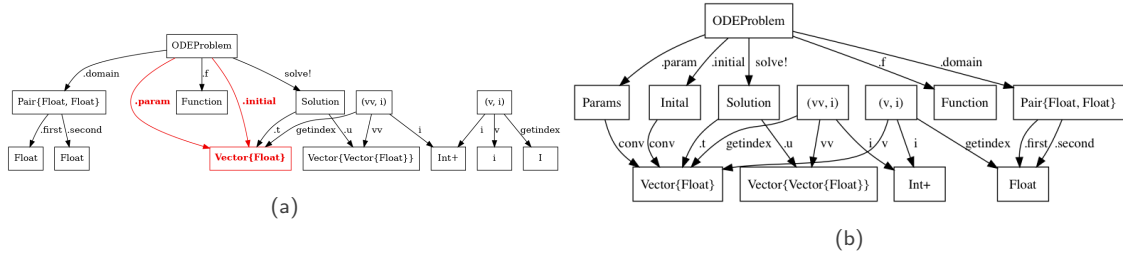 ODEProblem
.domain
.param
.f
.initial
solve!
Pair{Float, Float}
Function
Solution
(vv, i)
(v, i)
.first
.second
.t
getindex
.u
vv
i
i
v
getindex
Float
Float
Vector{Float}
Vector{Vector{Float}}
Int+
i
I
(a)
ODEProblem
.param
.initial
solve!
.f
.domain
Params
Inital
Solution
(vv, i)
(v, i)
Function
Pair{Float, Float}
conv
conv
.t
getindex
.u
vv
i
v
i
getindex
.first
.second
Vector{Float}
Vector{Vector{Float}}
Int+
Float
(b)